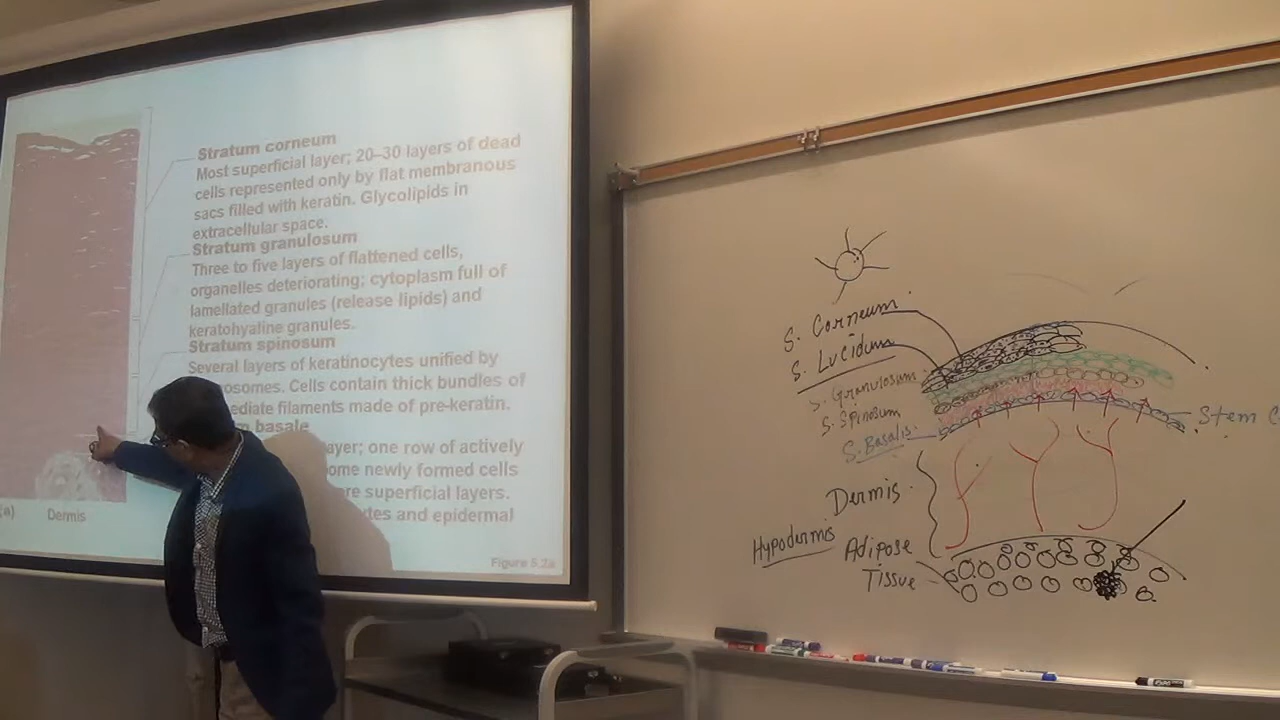 Stratum corneum
Most superficial layer; 20–30 layers of dead
cells represented only by flat membranous
sacs filled with keratin. Glycolipids in
extracellular space.
Stratum granulosum
Three to five layers of flattened cells,
organelles deteriorating; cytoplasm full of
lamellated granules (release lipids) and
keratohyaline granules.
Stratum spinosum
Several layers of keratinocytes unified by
Cells contain thick bundles of
filaments made of pre-keratin.
basale
one row of actively
newly formed cells
superficial layers.
and epidermal
Dermis
Figure 5.2a
S. Corneum.
S. Lucidum
S. Granulosum
S. Spinosum
S. Basalis.
Stem C
Dermis.
Hypodermis
Adipose
Tissue